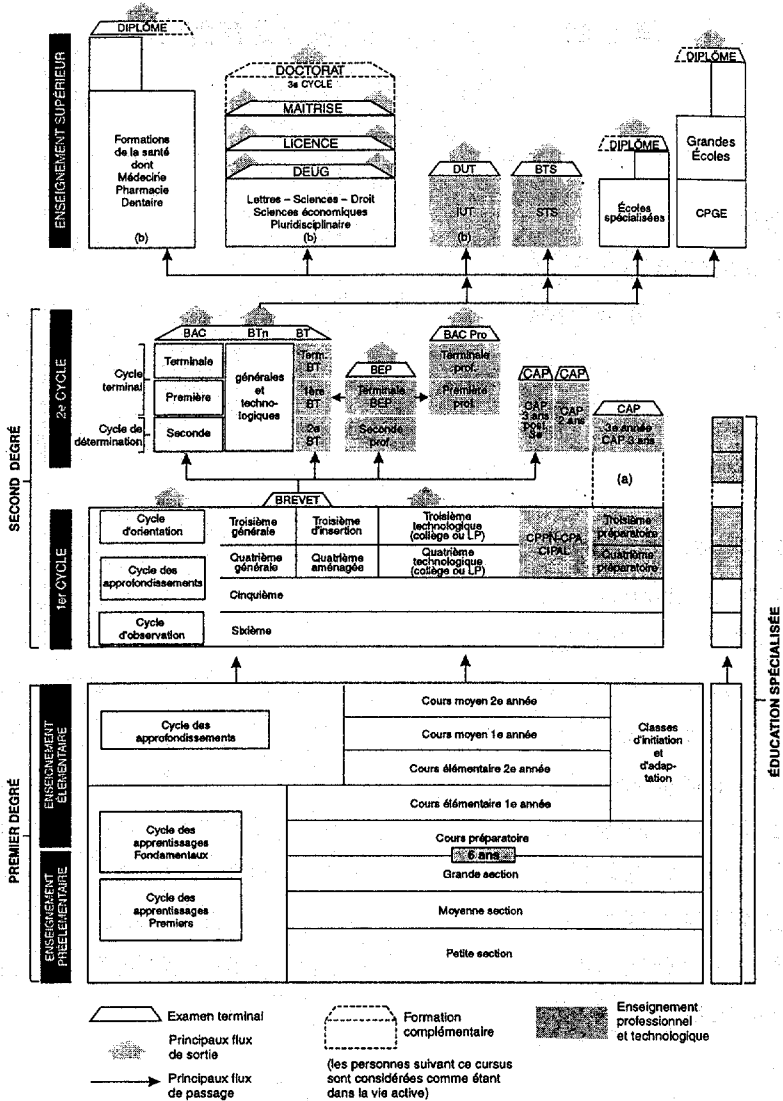 DIPLÔME
DOCTORAT
3e CYCLE
MAITRISE
LICENCE
DEUG
Lettres – Sciences – Droit
Sciences économiques
Pluridisciplinaire
(b)
Formations
de la santé
dont
Médecirie
Pharmacie
Dentaire
(b)
DUT
IUT
(b)
BTS
STS
DIPLÔME
Écoles
spécialisées
DIPLÔME
Grandes
Écoles
CPGE
ENSEIGNEMENT SUPÉRIEUR
SECOND DEGRÉ
2e CYCLE
Cycle
terminal
Cycle de
détermination
BAC
BTn
BT
Terminale
Première
Seconde
générales
et
techno-
logiques
Term.
BT
1ère
BT
2e
BT
BEP
Terminale
BEP
Seconde
prof.
BAC Pro
Terminale
prof.
Première
prof.
CAP
CAP
CAP
3 ans
post.
5e
CAP
2 ans
CAP
3e année
CAP 3 ans
(a)
BREVET
1er CYCLE
Cycle
d'orientation
Cycle des
approfondissements
Cycle
d'observation
Troisième
générale
Troisième
d'insertion
Troisième
technologique
(collège ou LP)
CPPN-CPA
CIPAL
Troisième
préparatoire
Quatrième
générale
Quatrième
aménagée
Quatrième
technologique
(collège ou LP)
Quatrième
préparatoire
Cinquième
Sixième
ÉDUCATION SPÉCIALISÉE
PREMIER DEGRÉ
ENSEIGNEMENT
ÉLEMENTAIRE
ENSEIGNEMENT
PRÉÉLEMENTAIRE
Cycle des
approfondissements
Cycle des
apprentissages
Fondamentaux
Cycle des
apprentissages
Premiers
Cours moyen 2e année
Cours moyen 1e année
Cours élémentaire 2e année
Cours élémentaire 1e année
Classes
d'initiation
et
d'adap-
tation
Cours préparatoire
6 ans
Grande section
Moyenne section
Petite section
Examen terminal
Principaux flux
de sortie
Principaux flux
de passage
Formation
complémentaire
(les personnes suivant ce cursus
sont considérées comme étant
dans la vie active)
Enseignement
professionnel
et technologique